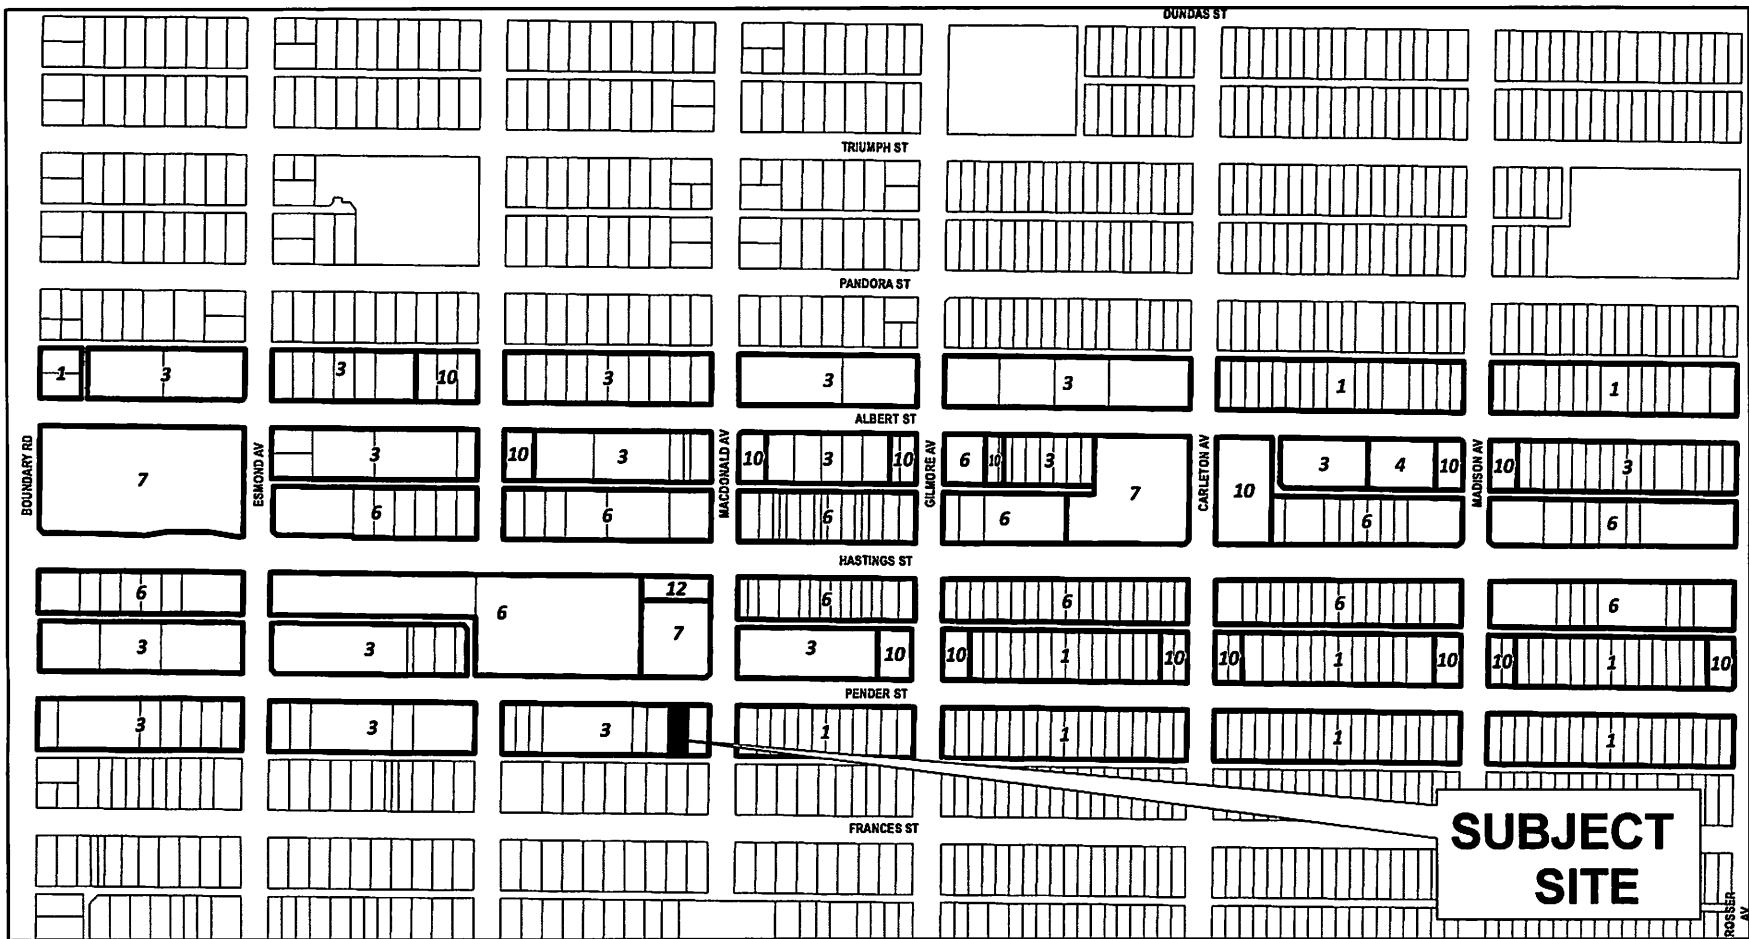 DUNDAS ST
TRIUMPH ST
PANDORA ST
1 3 3 10 3 3 3 1 1
ALBERT ST
BOUNDARY RD
ESMOND AV
MACDONALD AV
GILMORE AV
CARLETON AV
MADISON AV
7 3 10 3 10 3 10 6 10 3 7 10 3 4 10 10 3
6 6 6 6 6 6
HASTINGS ST
6 6 12 6 6 6 6
3 3 7 3 10 10 1 10 10 1 10 10 1 10
PENDER ST
3 3 3 1 1 1 1
FRANCES ST
SUBJECT
SITE
ROSSER AV